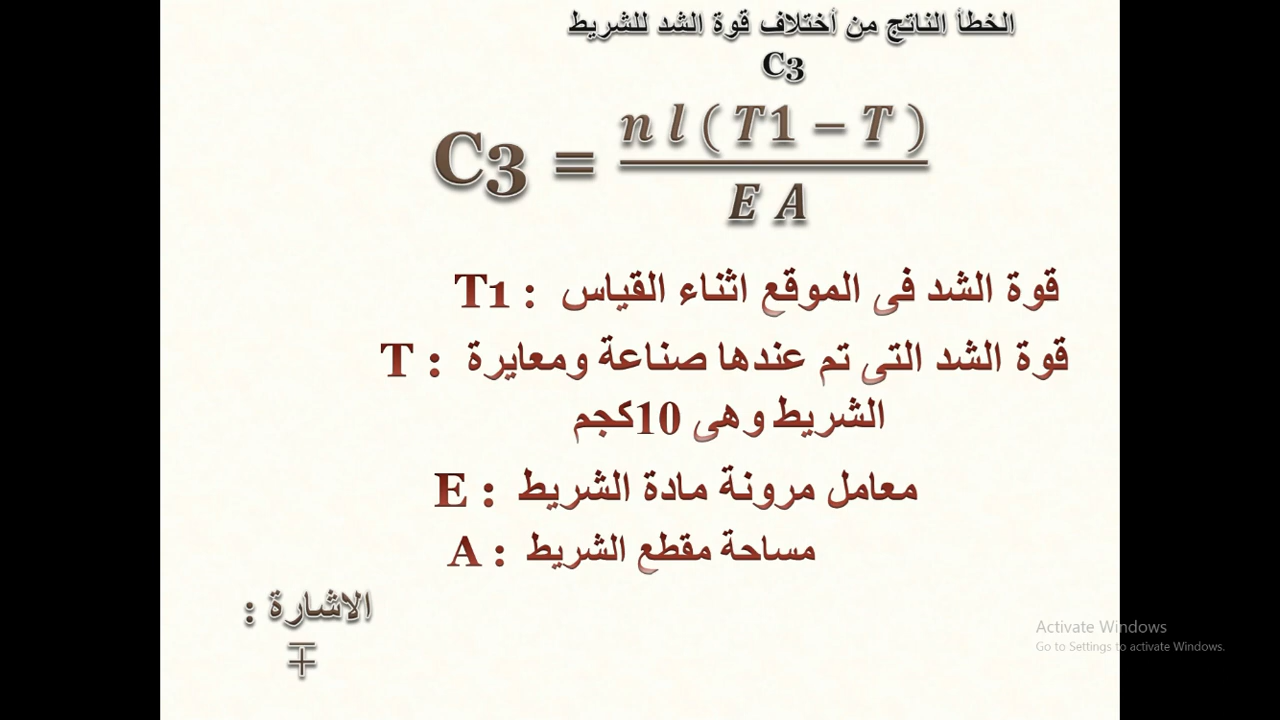 الخطأ الناتج من أختلاف قوة الشد للشريط
C3
C3 = n l ( T1 − T ) / E A
T1 : قوة الشد فى الموقع اثناء القياس
T : قوة الشد التى تم عندها صناعة ومعايرة
الشريط وهى 10كجم
E : معامل مرونة مادة الشريط
A : مساحة مقطع الشريط
الاشارة :
∓
Activate Windows
Go to Settings to activate Windows.